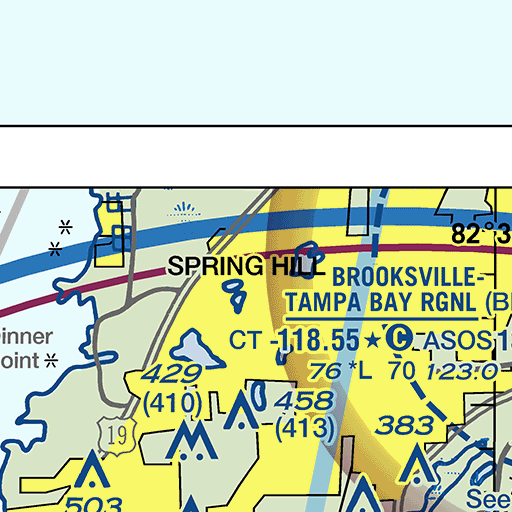 82°3
SPRING HILL
BROOKSVILLE-
TAMPA BAY RGNL (B
CT - 118.55 ★ C ASOS 1
76 *L 70 123.0
inner
oint
429
(410)
458
(413)
383
19
503
See